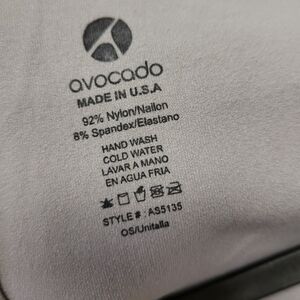 avocado
MADE IN U.S.A
92% Nylon/Nailon
8% Spandex/Elastano
HAND WASH
COLD WATER
LAVAR A MANO
EN AGUA FRIA
STYLE # : AS5135
OS/Unitalla